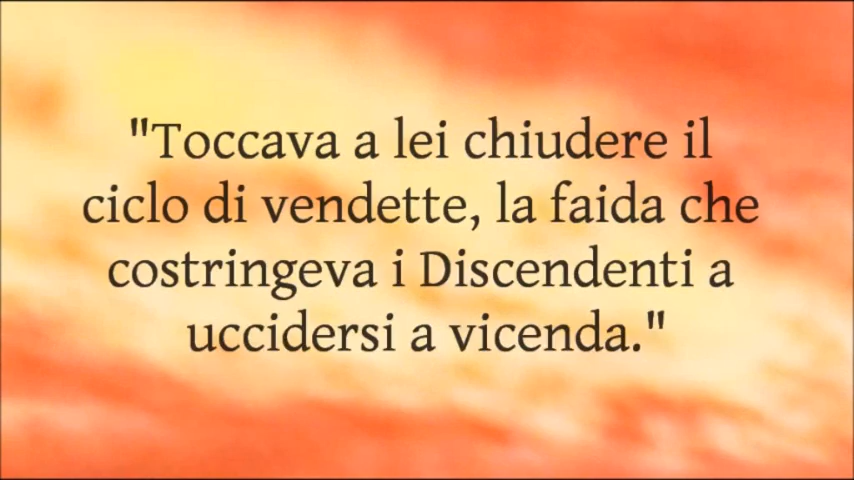 "Toccava a lei chiudere il
ciclo di vendette, la faida che
costringeva i Discendenti a
uccidersi a vicenda."